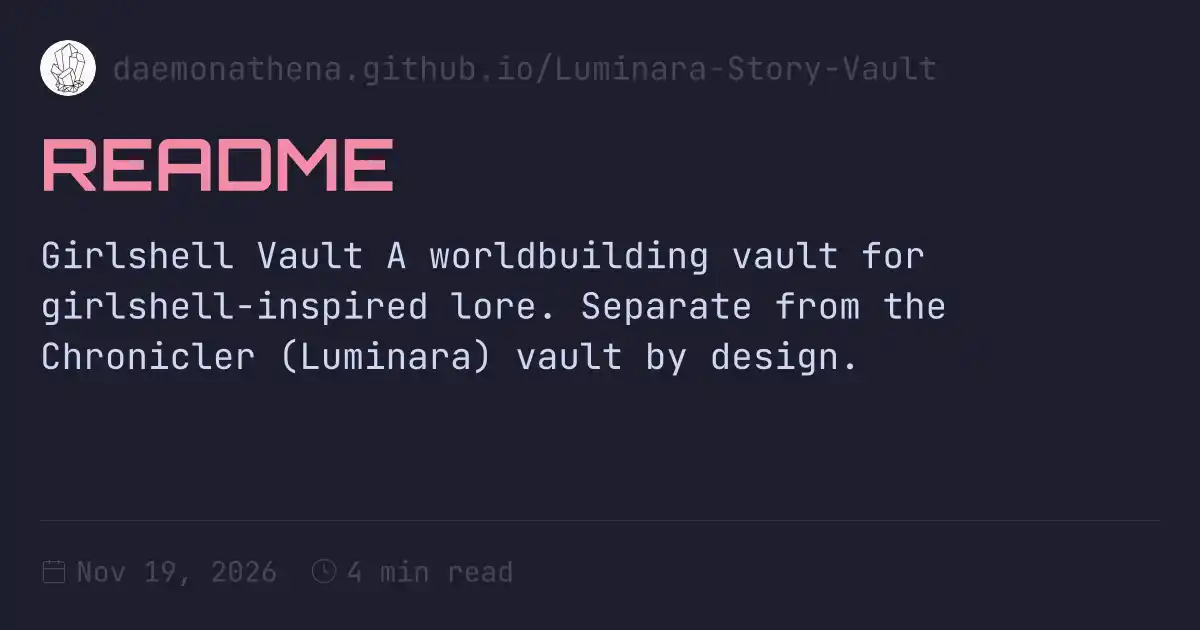 daemonathena.github.io/Luminara-Story-Vault
README
Girlshell Vault A worldbuilding vault for
girlshell-inspired lore. Separate from the
Chronicler (Luminara) vault by design.
Nov 19, 2026 4 min read